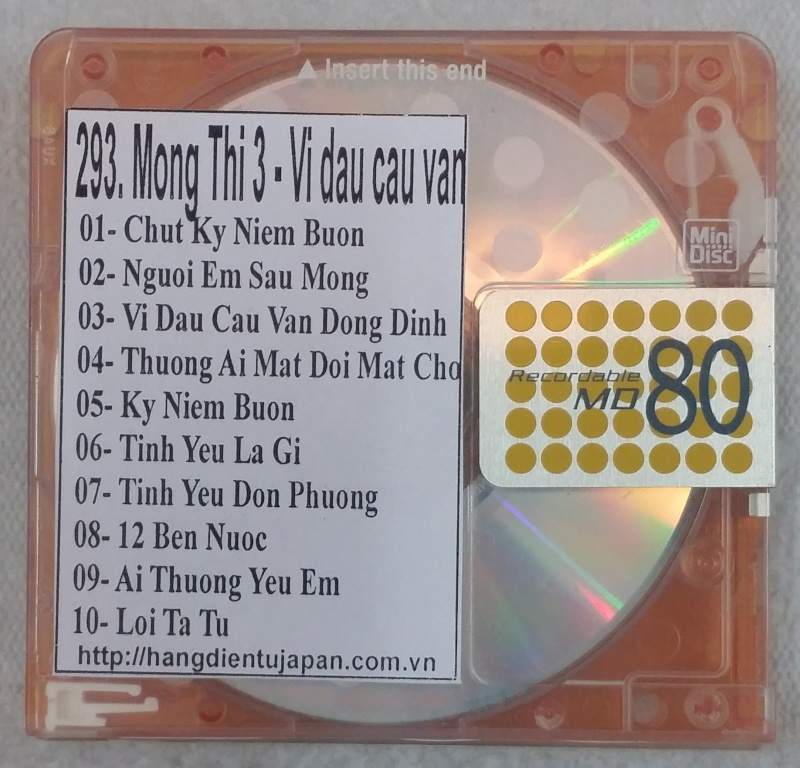 ▲ Insert this end
293. Mong Thi 3 - Vi dau cau van
01- Chut Ky Niem Buon
02- Nguoi Em Sau Mong
03- Vi Dau Cau Van Dong Dinh
04- Thuong Ai Mat Doi Mat Cho
05- Ky Niem Buon
06- Tinh Yeu La Gi
07- Tinh Yeu Don Phuong
08- 12 Ben Nuoc
09- Ai Thuong Yeu Em
10- Loi Ta Tu
http://hangdientujapan.com.vn
Mini
Disc
Recordable
MD 80